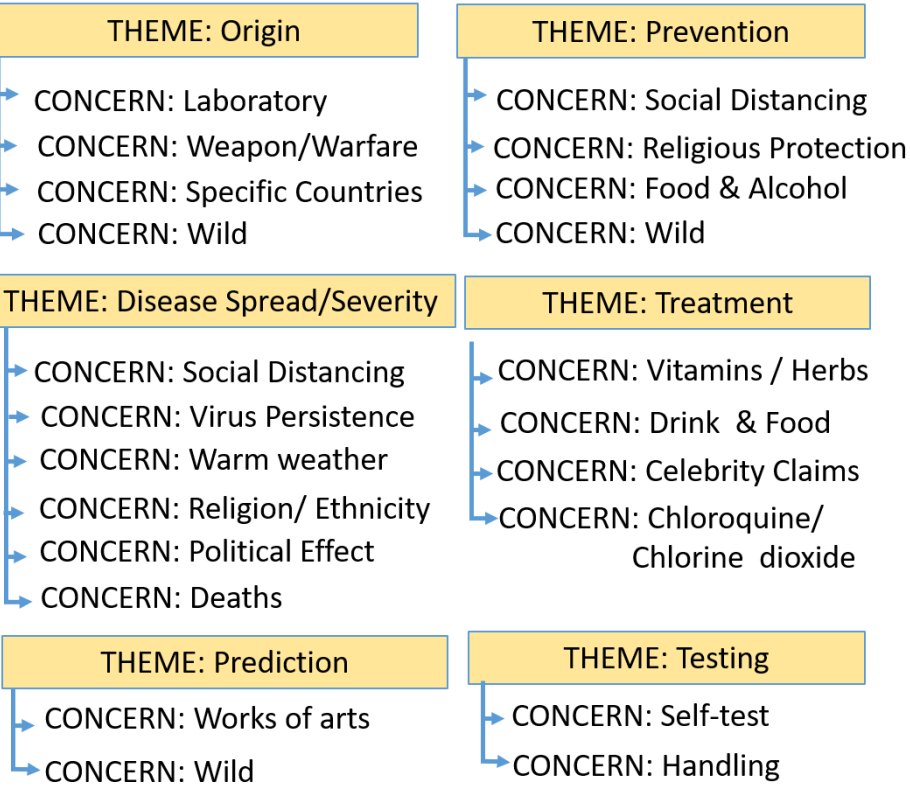 THEME: Origin
CONCERN: Laboratory
CONCERN: Weapon/Warfare
CONCERN: Specific Countries
CONCERN: Wild
THEME: Prevention
CONCERN: Social Distancing
CONCERN: Religious Protection
CONCERN: Food & Alcohol
CONCERN: Wild
THEME: Disease Spread/Severity
CONCERN: Social Distancing
CONCERN: Virus Persistence
CONCERN: Warm weather
CONCERN: Religion/ Ethnicity
CONCERN: Political Effect
CONCERN: Deaths
THEME: Treatment
CONCERN: Vitamins / Herbs
CONCERN: Drink & Food
CONCERN: Celebrity Claims
CONCERN: Chloroquine/
Chlorine dioxide
THEME: Prediction
CONCERN: Works of arts
CONCERN: Wild
THEME: Testing
CONCERN: Self-test
CONCERN: Handling